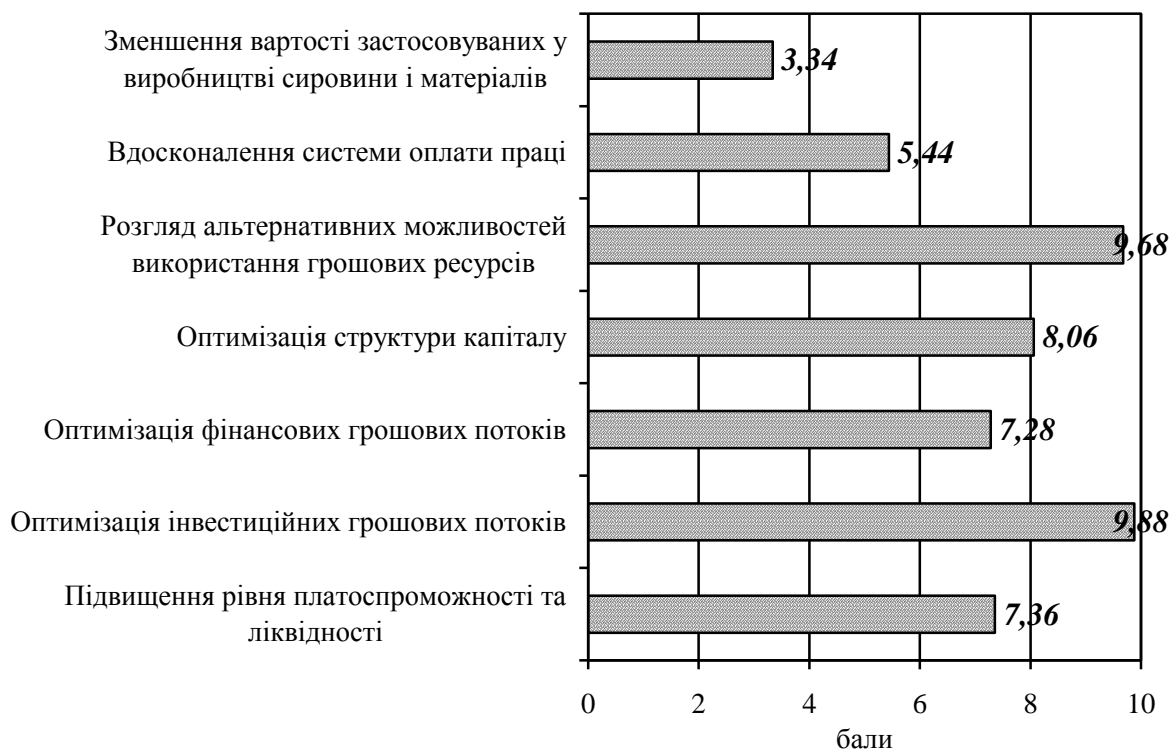 Зменшення вартості застосовуваних у
виробництві сировини і матеріалів
3,34
Вдосконалення системи оплати праці
5,44
Розгляд альтернативних можливостей
використання грошових ресурсів
9,68
Оптимізація структури капіталу
8,06
Оптимізація фінансових грошових потоків
7,28
Оптимізація інвестиційних грошових потоків
9,88
Підвищення рівня платоспроможності та
ліквідності
7,36
0 2 4 6 8 10
бали